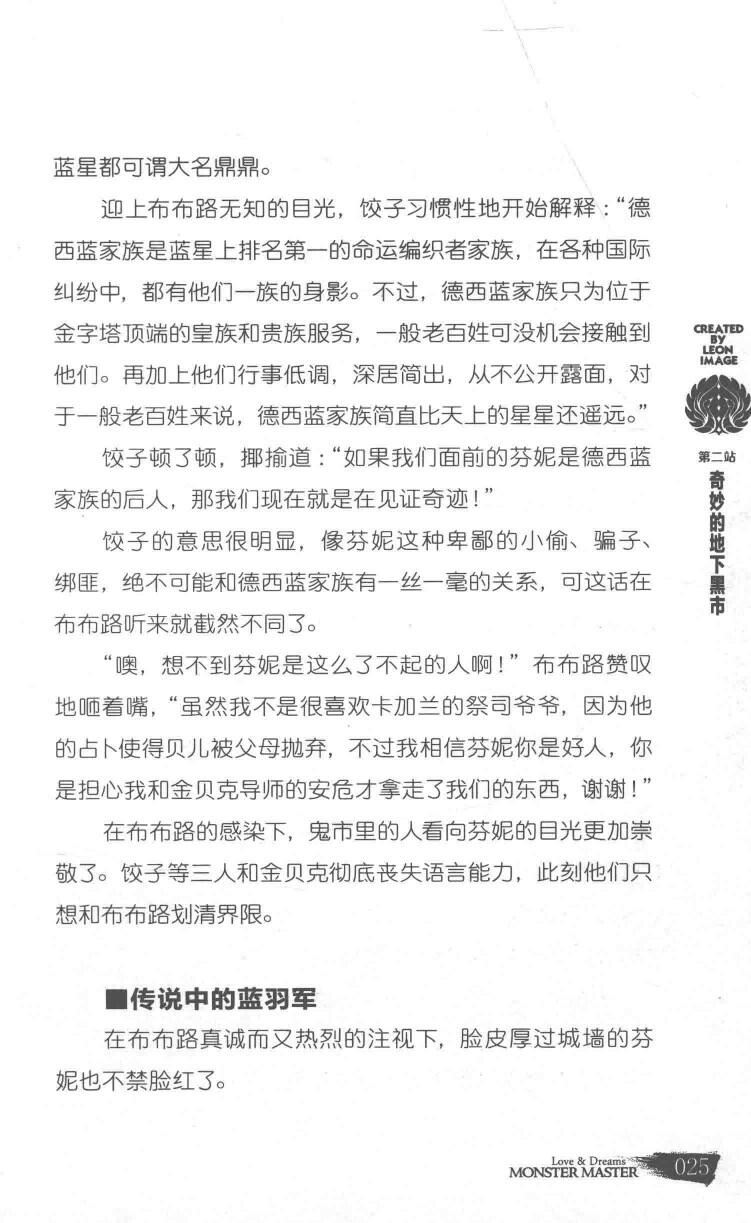 蓝星都可谓大名鼎鼎。
迎上布布路无知的目光，饺子习惯性地开始解释：“德
西蓝家族是蓝星上排名第一的命运编织者家族，在各种国际
纠纷中，都有他们一族的身影。不过，德西蓝家族只为位于
金字塔顶端的皇族和贵族服务，一般老百姓可没机会接触到
他们。再加上他们行事低调，深居简出，从不公开露面，对
于一般老百姓来说，德西蓝家族简直比天上的星星还遥远。”
饺子顿了顿，揶揄道：“如果我们面前的芬妮是德西蓝
家族的后人，那我们现在就是在见证奇迹！”
饺子的意思很明显，像芬妮这种卑鄙的小偷、骗子、
绑匪，绝不可能和德西蓝家族有一丝一毫的关系，可这话在
布布路听来就截然不同了。
“噢，想不到芬妮是这么了不起的人啊！”布布路赞叹
地咂着嘴，“虽然我不是很喜欢卡加兰的祭司爷爷，因为他
的占卜使得贝儿被父母抛弃，不过我相信芬妮你是好人，你
是担心我和金贝克导师的安危才拿走了我们的东西，谢谢！”
在布布路的感染下，鬼市里的人看向芬妮的目光更加崇
敬了。饺子等三人和金贝克彻底丧失语言能力，此刻他们只
想和布布路划清界限。
■传说中的蓝羽军
在布布路真诚而又热烈的注视下，脸皮厚过城墙的芬
妮也不禁脸红了。
CREATED
BY
LEON
IMAGE
第二站
奇妙的地下黑市
Love & Dreams
MONSTER MASTER
025